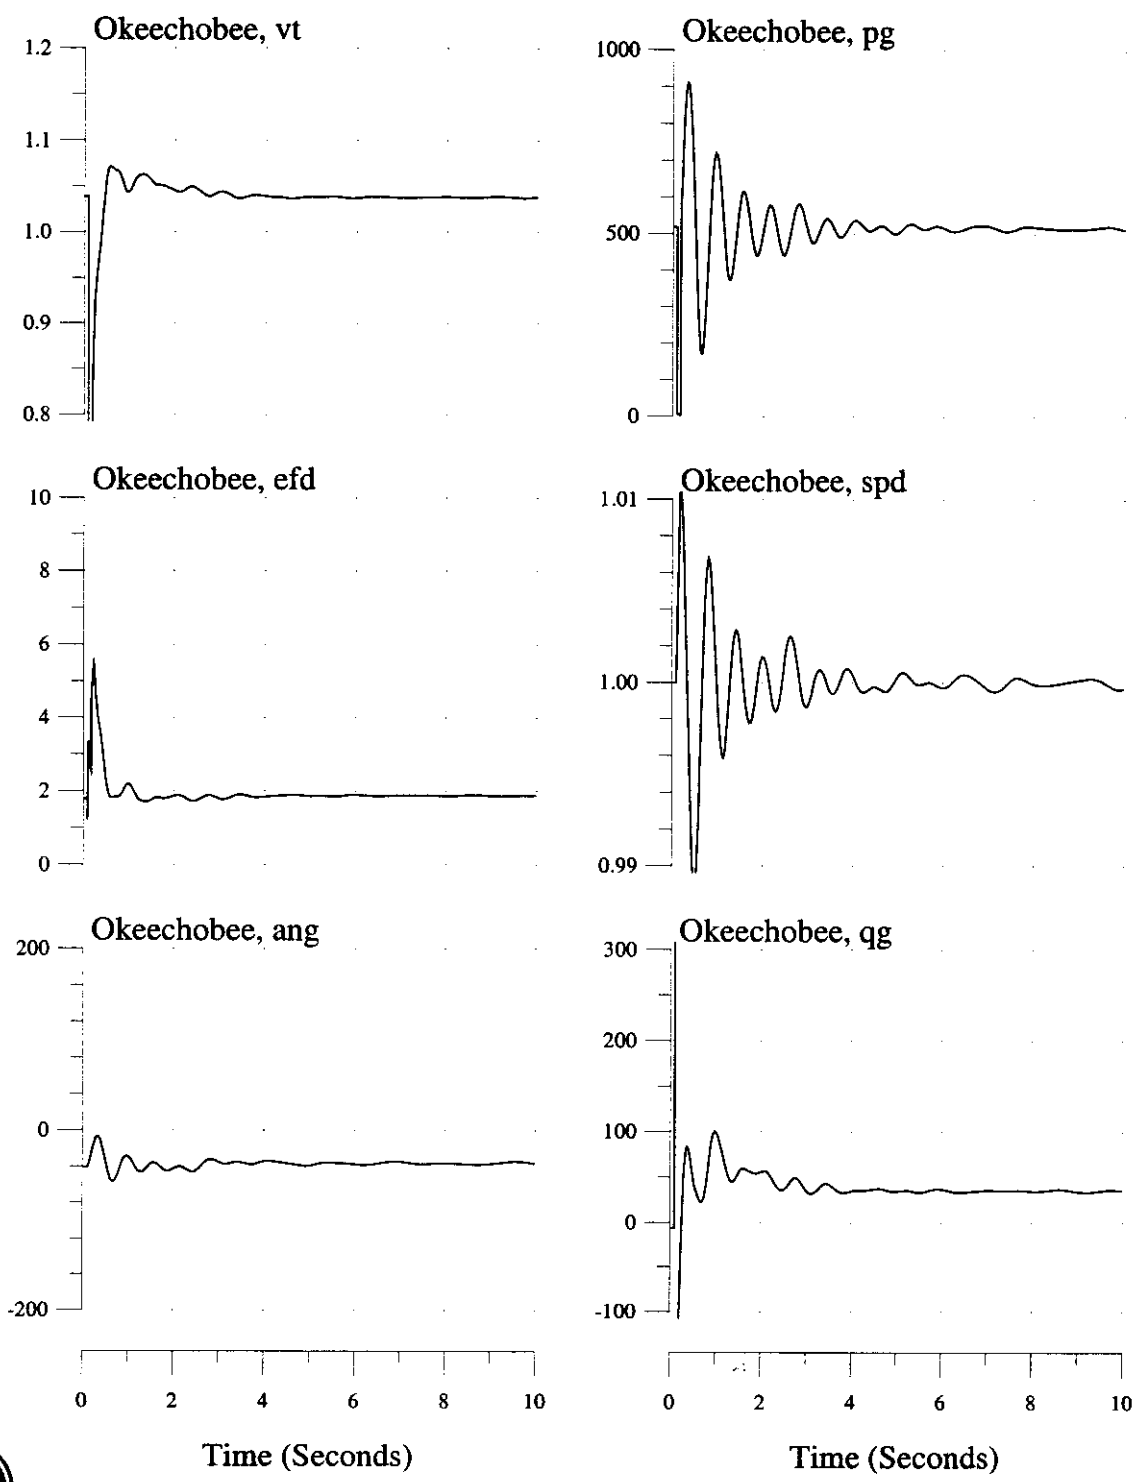 Okeechobee, vt
1.2
1.1
1.0
0.9
0.8
Okeechobee, pg
1000
500
0
Okeechobee, efd
10
8
6
4
2
0
Okeechobee, spd
1.01
1.00
0.99
Okeechobee, ang
200
0
-200
0 2 4 6 8 10
Time (Seconds)
Okeechobee, qg
300
200
100
0
-100
0 2 4 6 8 10
Time (Seconds)